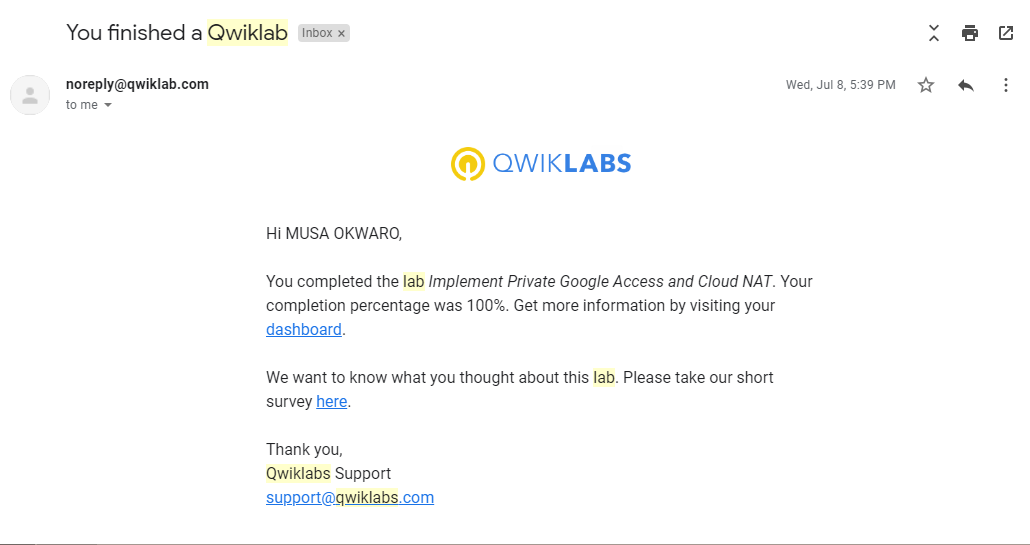 You finished a Qwiklab Inbox ×
noreply@qwiklab.com
Wed, Jul 8, 5:39 PM
to me
QWIKLABS
Hi MUSA OKWARO,
You completed the lab Implement Private Google Access and Cloud NAT. Your
completion percentage was 100%. Get more information by visiting your
dashboard.
We want to know what you thought about this lab. Please take our short
survey here.
Thank you,
Qwiklabs Support
support@qwiklabs.com